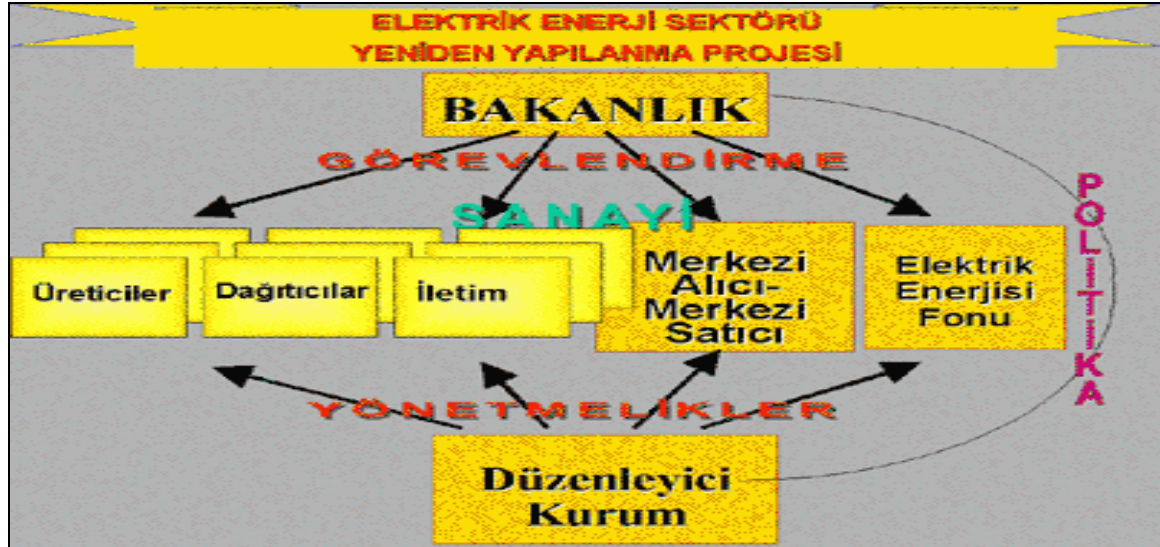 ELEKTRİK ENERJİ SEKTÖRÜ
YENİDEN YAPILANMA PROJESİ
BAKANLIK
GÖREVLENDİRME
SANAYİ
Üreticiler
Dağıtıcılar
İletim
Merkezi
Alıcı-
Merkezi
Satıcı
Elektrik
Enerjisi
Fonu
POLİTİKA
YÖNETMELİKLER
Düzenleyici
Kurum